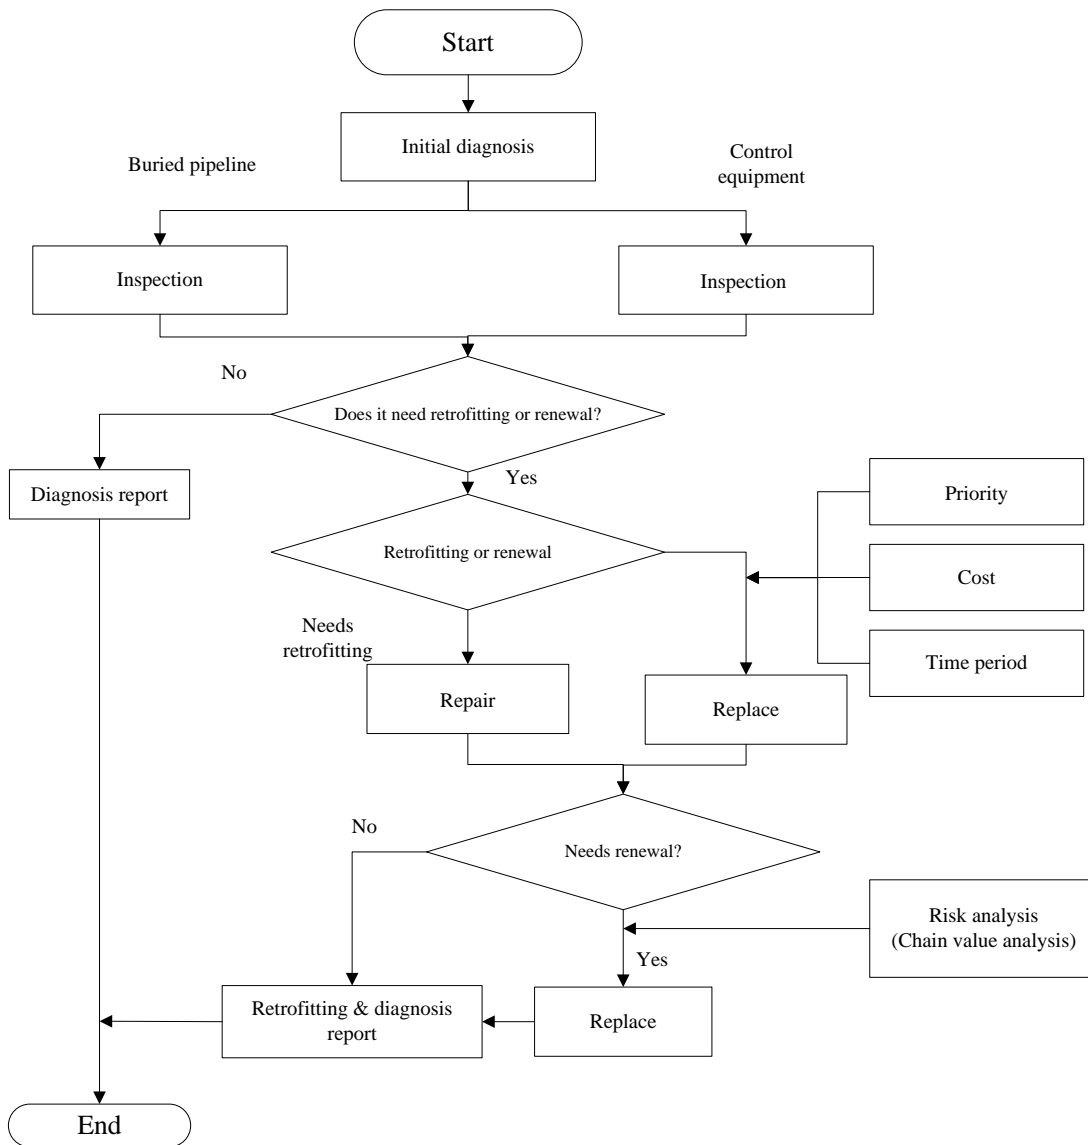 Start
Initial diagnosis
Buried pipeline
Control
equipment
Inspection
Inspection
No
Does it need retrofitting or renewal?
Yes
Diagnosis report
Priority
Retrofitting or renewal
Cost
Needs
retrofitting
Time period
Repair
Replace
No
Needs renewal?
Risk analysis
(Chain value analysis)
Yes
Retrofitting & diagnosis
report
Replace
End